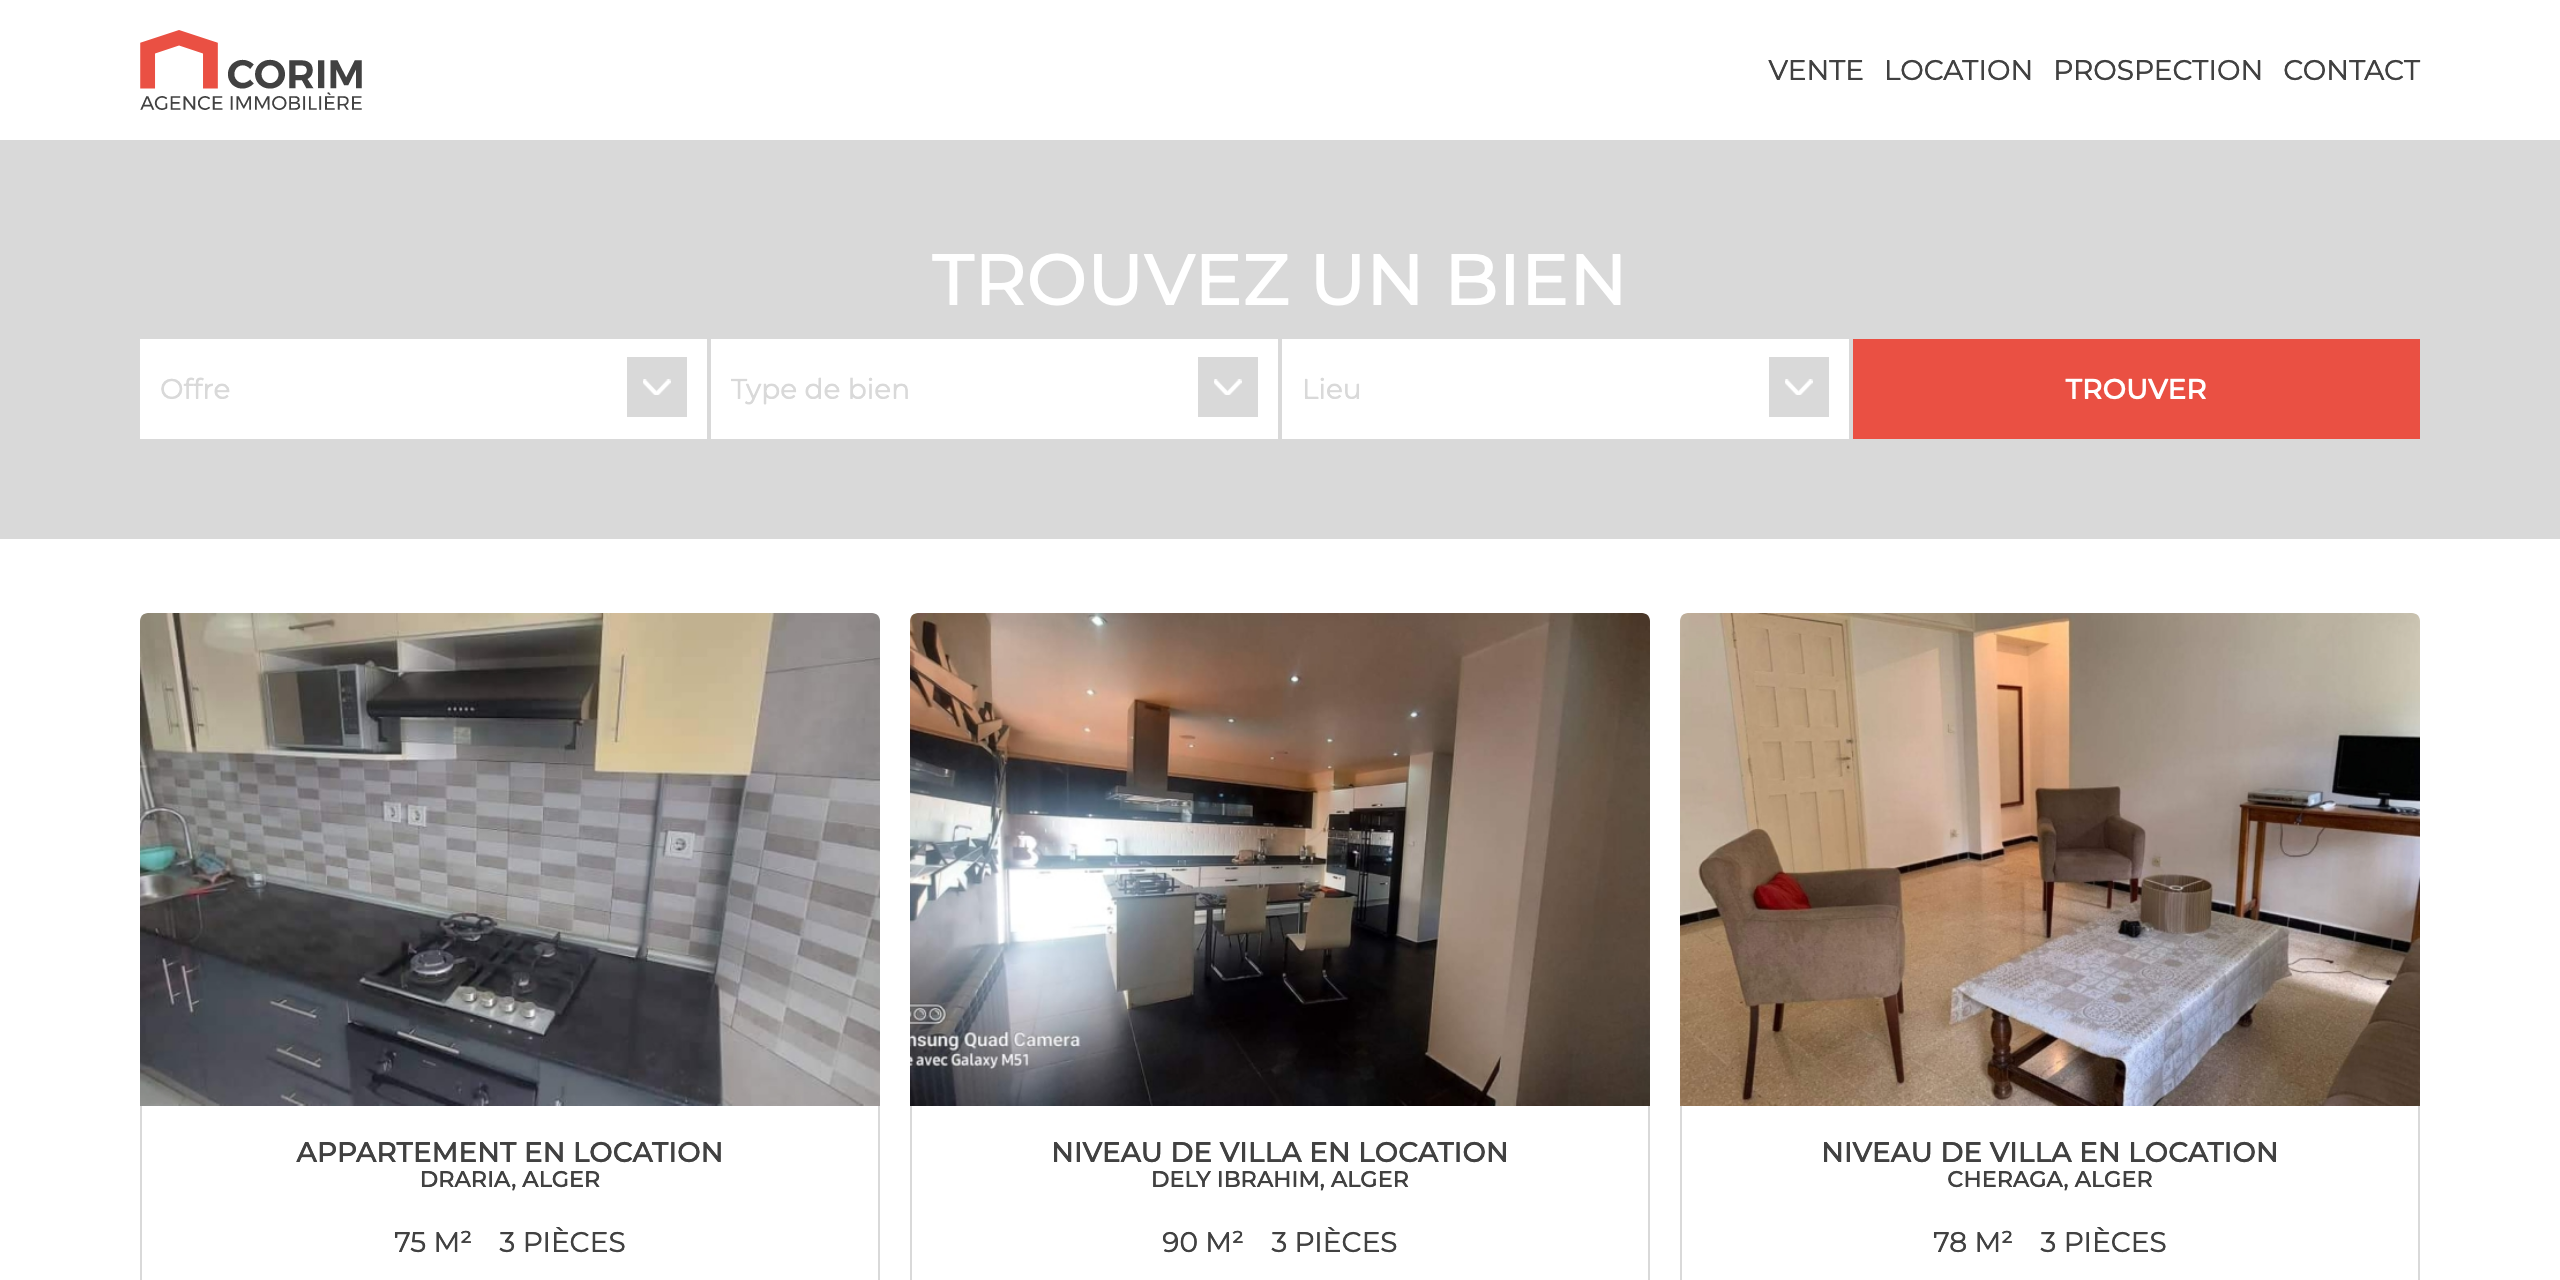 CORIM
AGENCE IMMOBILIÈRE
VENTE LOCATION PROSPECTION CONTACT
TROUVEZ UN BIEN
Offre
Type de bien
Lieu
TROUVER
nsung Quad Camera
e avec Galaxy M51
APPARTEMENT EN LOCATION
DRARIA, ALGER
75 M² 3 PIÈCES
NIVEAU DE VILLA EN LOCATION
DELY IBRAHIM, ALGER
90 M² 3 PIÈCES
NIVEAU DE VILLA EN LOCATION
CHERAGA, ALGER
78 M² 3 PIÈCES